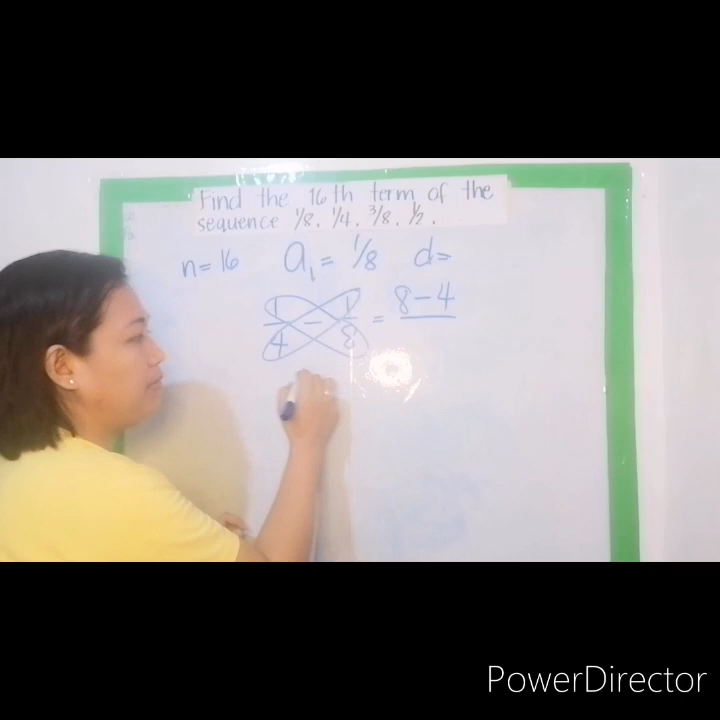 Find the 16th term of the
sequence 1/8, 1/4, 3/8, 1/2.
n=16 a₁ = 1/8 d=
1/4 − 1/8 = 8−4
PowerDirector